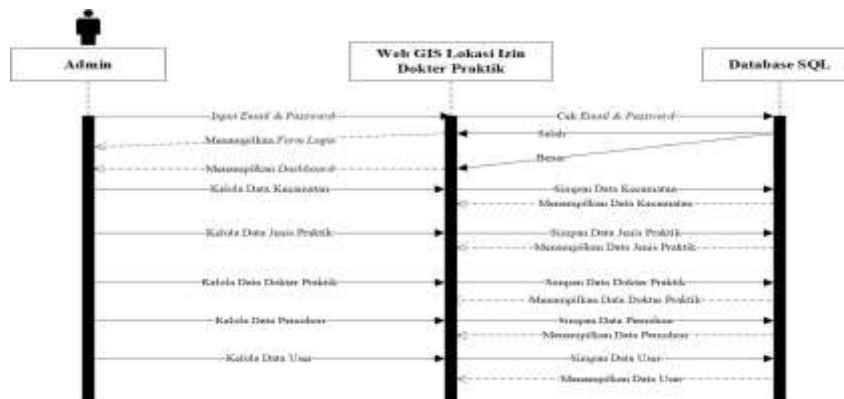 Admin
Web GIS Lokasi Izin
Dokter Praktik
Database SQL
Input Email & Password
Cek Email & Password
Salah
Menampilkan Form Login
Benar
Menampilkan Dashboard
Kelola Data Kecamatan
Simpan Data Kecamatan
Menampilkan Data Kecamatan
Kelola Data Jenis Praktik
Simpan Data Jenis Praktik
Menampilkan Data Jenis Praktik
Kelola Data Dokter Praktik
Simpan Data Dokter Praktik
Menampilkan Data Dokter Praktik
Kelola Data
Simpan Data
Menampilkan Data
Kelola Data User
Simpan Data User
Menampilkan Data User